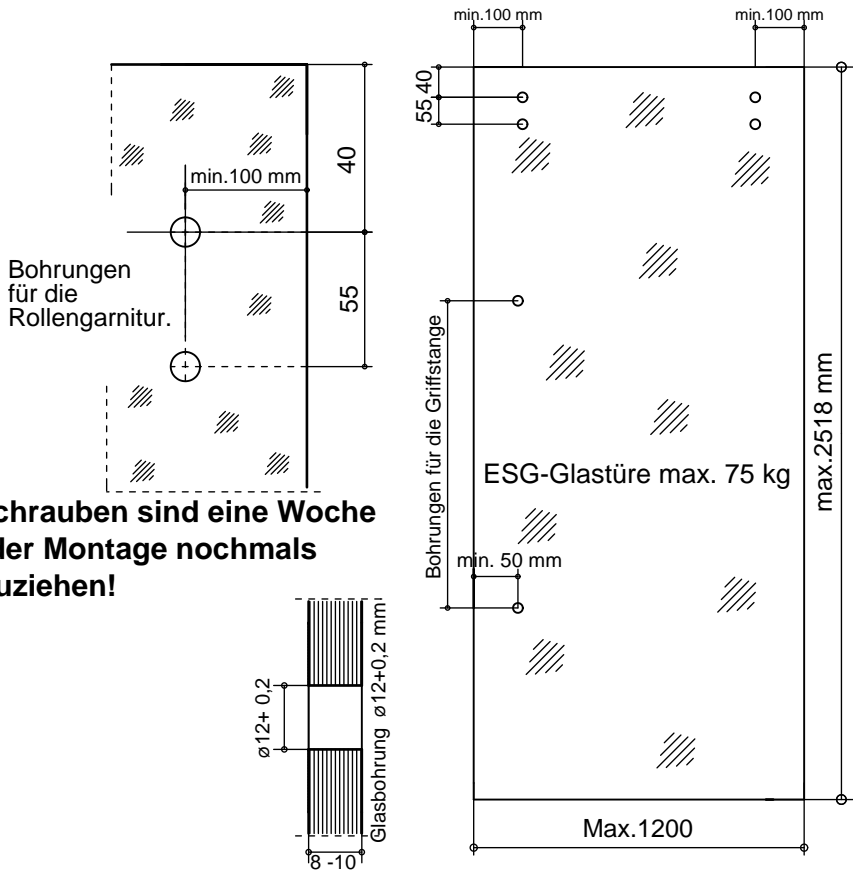 min.100 mm
min.100 mm
40
55
min.100 mm
40
55
Bohrungen
für die
Rollengarnitur.
Bohrungen für die Griffstange
max.2518 mm
ESG-Glastüre max. 75 kg
chrauben sind eine Woche
der Montage nochmals
uziehen!
min. 50 mm
ø12+ 0,2
Glasbohrung ø12+0,2 mm
8 -10
Max.1200